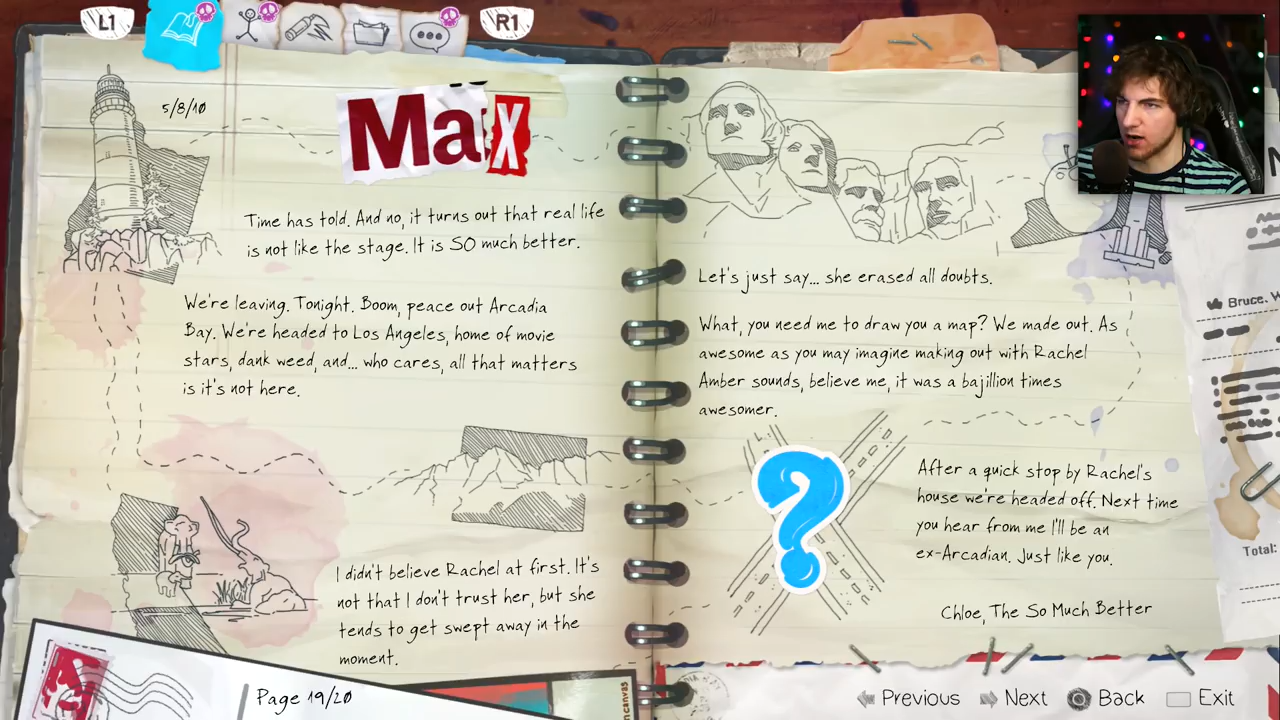 L1
R1
5/8/10
Max
Time has told. And no, it turns out that real life
is not like the stage. It is SO much better.
We're leaving. Tonight. Boom, peace out Arcadia
Bay. We're headed to Los Angeles, home of movie
stars, dank weed, and... who cares, all that matters
is it's not here.
I didn't believe Rachel at first. It's
not that I don't trust her, but she
tends to get swept away in the
moment.
Page 19/20
Let's just say... she erased all doubts.
What, you need me to draw you a map? We made out. As
awesome as you may imagine making out with Rachel
Amber sounds, believe me, it was a bajillion times
awesomer.
?
After a quick stop by Rachel's
house we're headed off. Next time
you hear from me I'll be an
ex-Arcadian. Just like you.
Chloe, The So Much Better
Bruce. W
Total:
Previous Next Back Exit